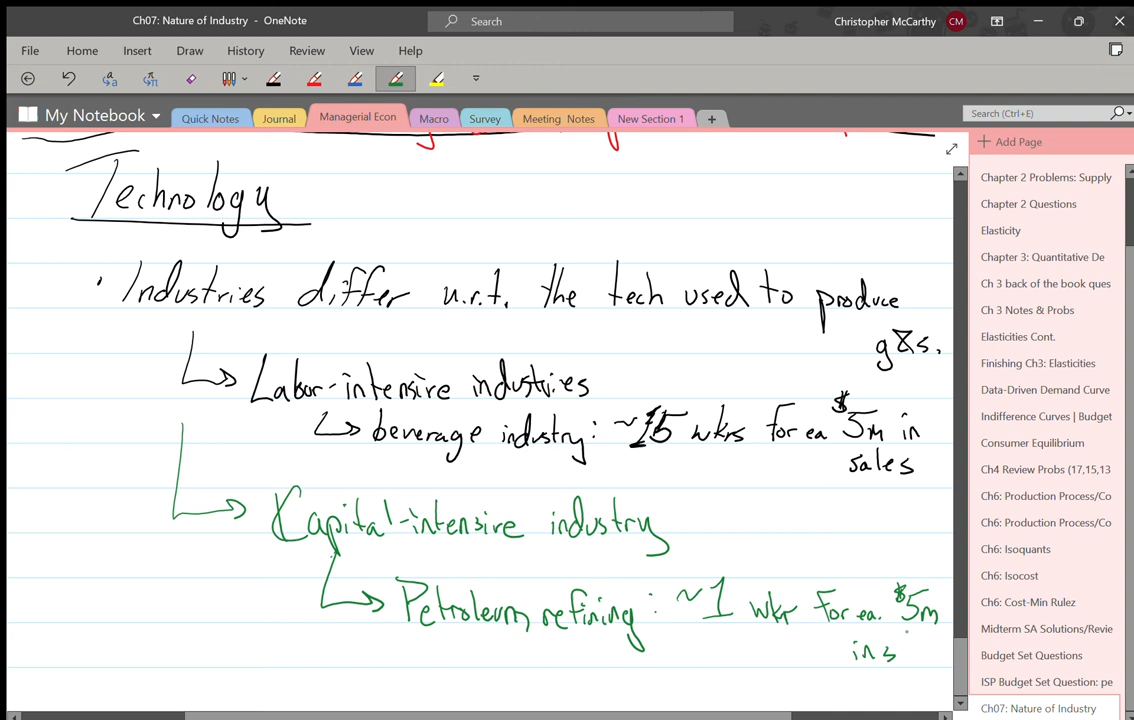 Ch07: Nature of Industry - OneNote
Search
Christopher McCarthy
CM
File Home Insert Draw History Review View Help
My Notebook
Quick Notes
Journal
Managerial Econ
Macro
Survey
Meeting Notes
New Section 1
Search (Ctrl+E)
Add Page
Technology
· Industries differ w.r.t. the tech used to produce
g&s.
Labor-intensive industries
beverage industry: ~15 wkrs for ea $5m in
sales
Capital-intensive industry
Petroleum refining: ~1 wkr for ea. $5m
in s
Chapter 2 Problems: Supply
Chapter 2 Questions
Elasticity
Chapter 3: Quantitative De
Ch 3 back of the book ques
Ch 3 Notes & Probs
Elasticities Cont.
Finishing Ch3: Elasticities
Data-Driven Demand Curve
Indifference Curves | Budget
Consumer Equilibrium
Ch4 Review Probs (17,15,13
Ch6: Production Process/Co
Ch6: Production Process/Co
Ch6: Isoquants
Ch6: Isocost
Ch6: Cost-Min Rulez
Midterm SA Solutions/Revie
Budget Set Questions
ISP Budget Set Question: pe
Ch07: Nature of Industry